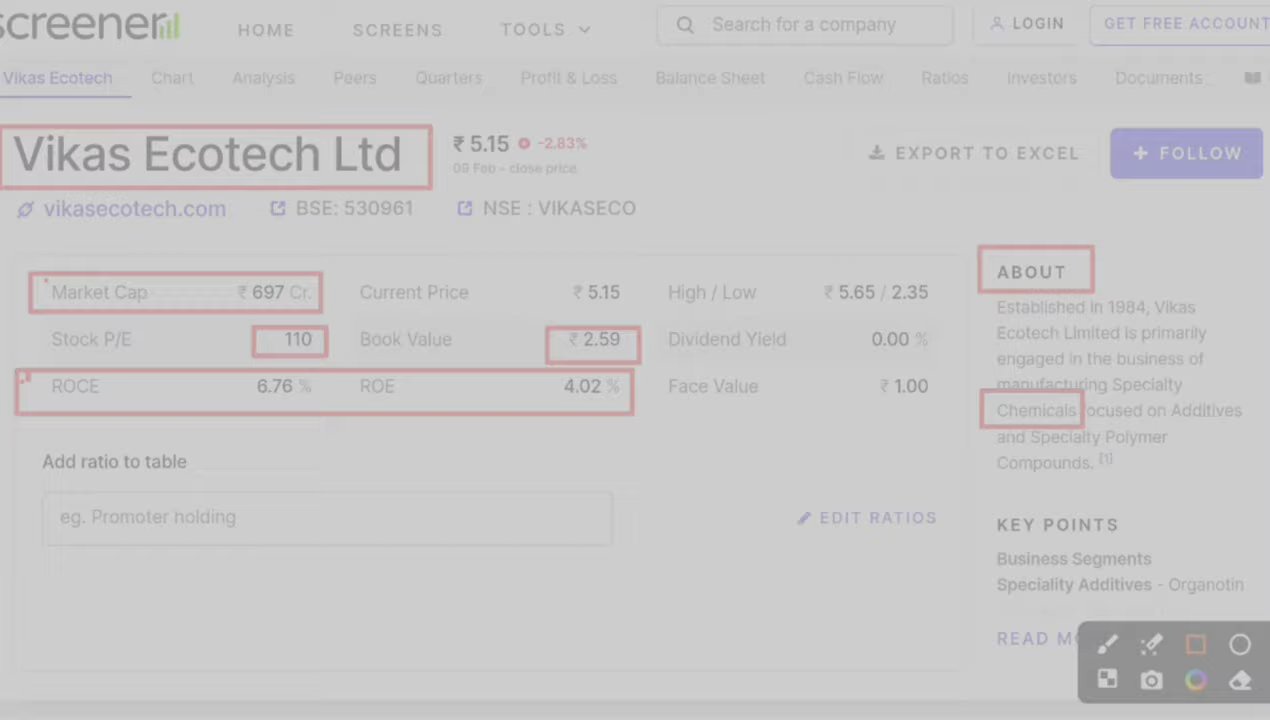 screener
HOME SCREENS TOOLS Search for a company LOGIN GET FREE ACCOUNT
Vikas Ecotech Chart Analysis Peers Quarters Profit & Loss Balance Sheet Cash Flow Ratios Investors Documents
Vikas Ecotech Ltd ₹ 5.15 -2.83%
09 Feb - close price
EXPORT TO EXCEL + FOLLOW
vikasecotech.com BSE: 530961 NSE : VIKASECO
Market Cap ₹ 697 Cr. Current Price ₹ 5.15 High / Low ₹ 5.65 / 2.35
Stock P/E 110 Book Value ₹ 2.59 Dividend Yield 0.00 %
ROCE 6.76 % ROE 4.02 % Face Value ₹ 1.00
Add ratio to table
eg. Promoter holding EDIT RATIOS
ABOUT
Established in 1984, Vikas
Ecotech Limited is primarily
engaged in the business of
manufacturing Specialty
Chemicals focused on Additives
and Specialty Polymer
Compounds. [1]
KEY POINTS
Business Segments
Speciality Additives - Organotin
READ